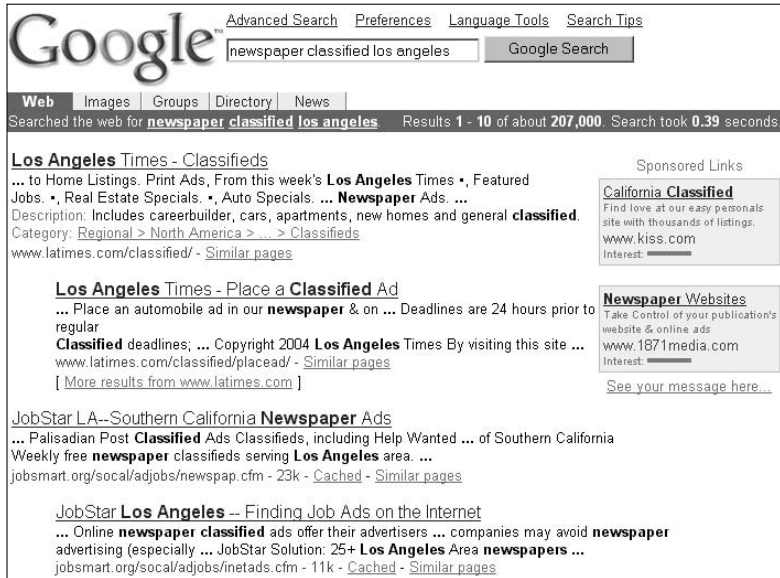 Google™
Advanced Search Preferences Language Tools Search Tips
newspaper classified los angeles Google Search
Web Images Groups Directory News
Searched the web for newspaper classified los angeles. Results 1 - 10 of about 207,000. Search took 0.39 seconds.
Los Angeles Times - Classifieds
... to Home Listings. Print Ads, From this week's Los Angeles Times ▪, Featured
Jobs. ▪, Real Estate Specials. ▪, Auto Specials. ... Newspaper Ads. ...
Description: Includes careerbuilder, cars, apartments, new homes and general classified.
Category: Regional > North America > ... > Classifieds
www.latimes.com/classified/ - Similar pages
Los Angeles Times - Place a Classified Ad
... Place an automobile ad in our newspaper & on ... Deadlines are 24 hours prior to
regular
Classified deadlines; ... Copyright 2004 Los Angeles Times By visiting this site ...
www.latimes.com/classified/placead/ - Similar pages
[ More results from www.latimes.com ]
JobStar LA--Southern California Newspaper Ads
... Palisadian Post Classified Ads Classifieds, including Help Wanted ... of Southern California
Weekly free newspaper classifieds serving Los Angeles area. ...
jobsmart.org/socal/adjobs/newspap.cfm - 23k - Cached - Similar pages
JobStar Los Angeles -- Finding Job Ads on the Internet
... Online newspaper classified ads offer their advertisers ... companies may avoid newspaper
advertising (especially ... JobStar Solution: 25+ Los Angeles Area newspapers ...
jobsmart.org/socal/adjobs/inetads.cfm - 11k - Cached - Similar pages
Sponsored Links
California Classified
Find love at our easy personals
site with thousands of listings.
www.kiss.com
Interest:
Newspaper Websites
Take Control of your publication's
website & online ads
www.1871media.com
Interest:
See your message here...